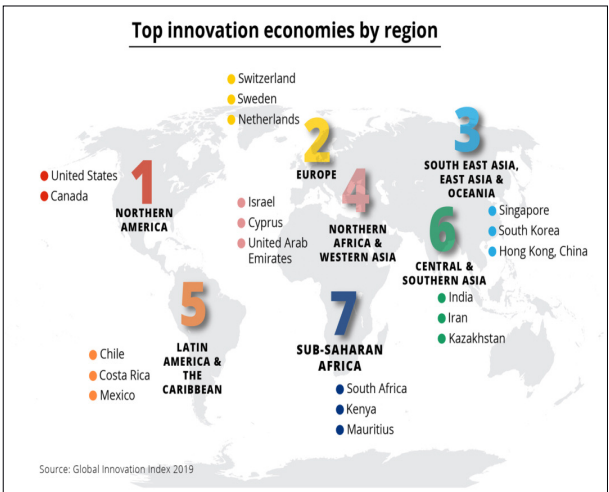 Top innovation economies by region
1
NORTHERN
AMERICA
United States
Canada
2
EUROPE
Switzerland
Sweden
Netherlands
3
SOUTH EAST ASIA,
EAST ASIA &
OCEANIA
Singapore
South Korea
Hong Kong, China
4
NORTHERN
AFRICA &
WESTERN ASIA
Israel
Cyprus
United Arab
Emirates
5
LATIN
AMERICA &
THE
CARIBBEAN
Chile
Costa Rica
Mexico
6
CENTRAL &
SOUTHERN ASIA
India
Iran
Kazakhstan
7
SUB-SAHARAN
AFRICA
South Africa
Kenya
Mauritius
Source: Global Innovation Index 2019